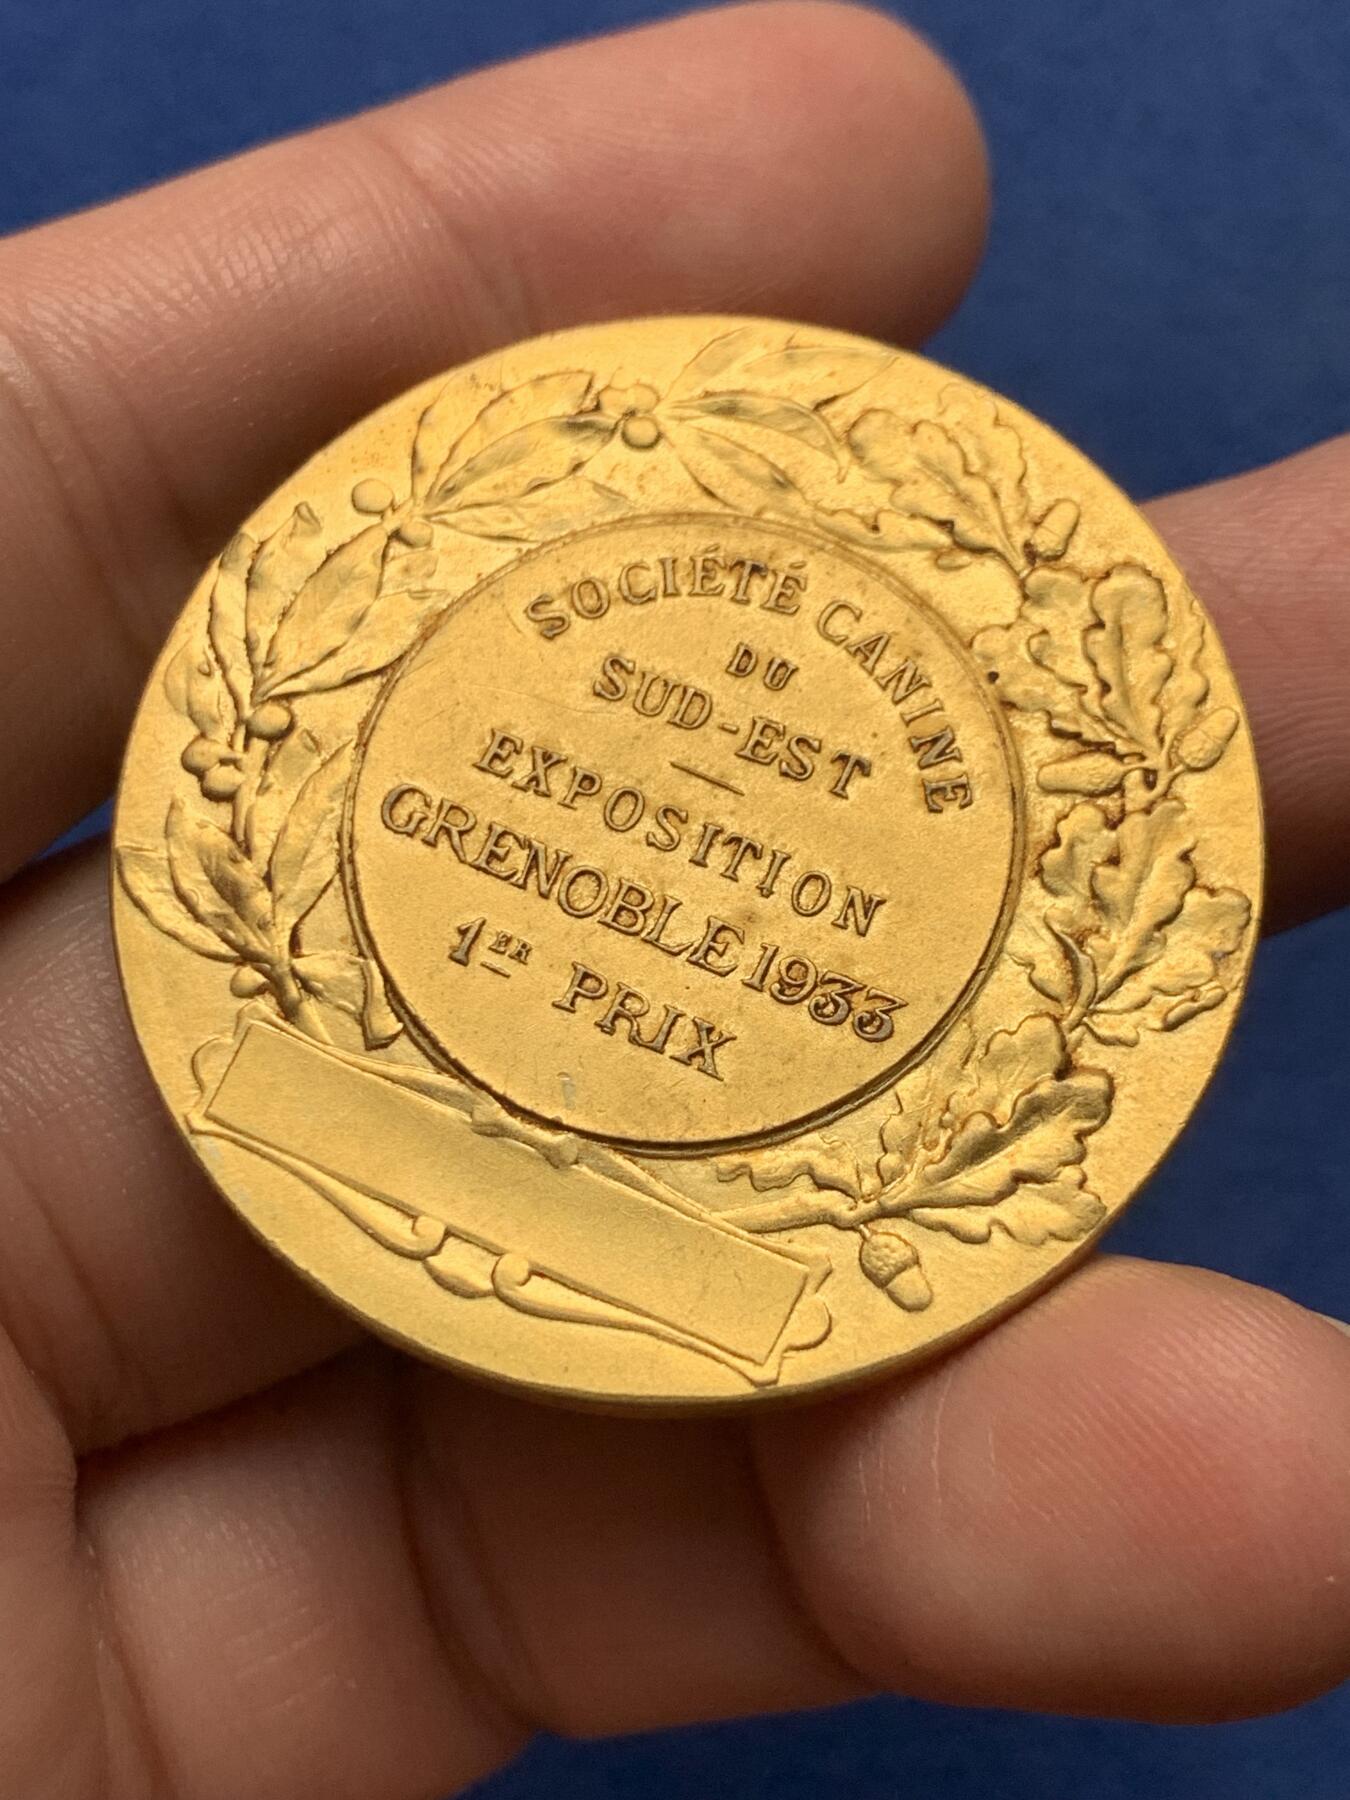 SOCIÉTÉ CANINE
DU
SUD-EST
EXPOSITION
GRENOBLE 1933
1ER PRIX